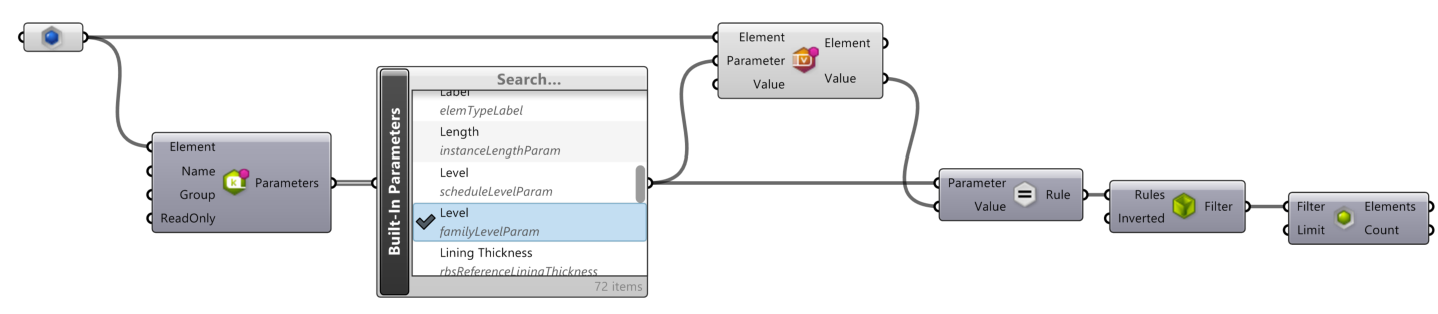 Element
Name
Group
ReadOnly
Parameters
Built-In Parameters
Search...
Label
elemTypeLabel
Length
instanceLengthParam
Level
scheduleLevelParam
Level
familyLevelParam
Lining Thickness
rbsReferenceLiningThickness
72 items
Element
Parameter
Value
V
Element
Value
Parameter
Value
Rule
Rules
Inverted
Filter
Filter
Limit
Elements
Count